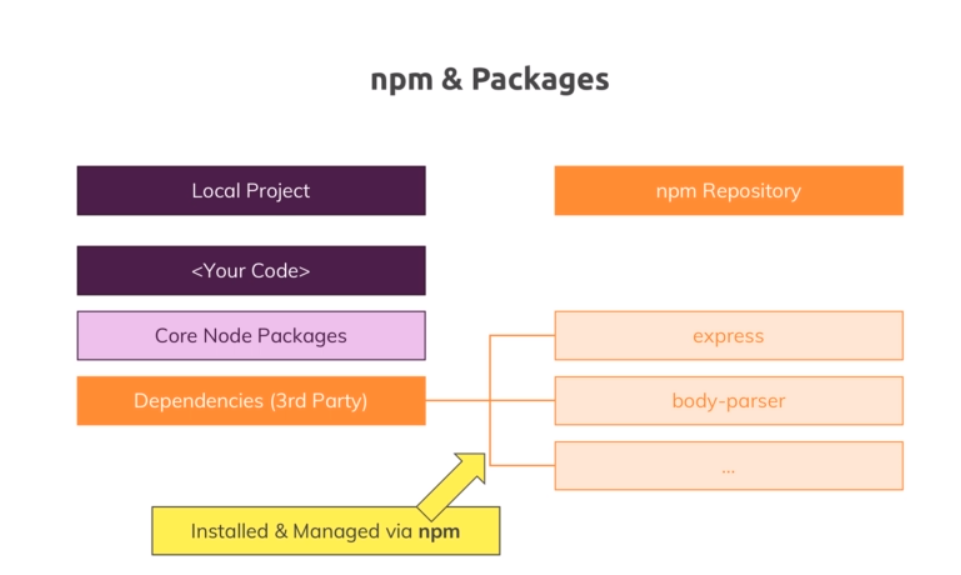 npm & Packages
Local Project
npm Repository
<Your Code>
Core Node Packages
express
Dependencies (3rd Party)
body-parser
...
Installed & Managed via npm